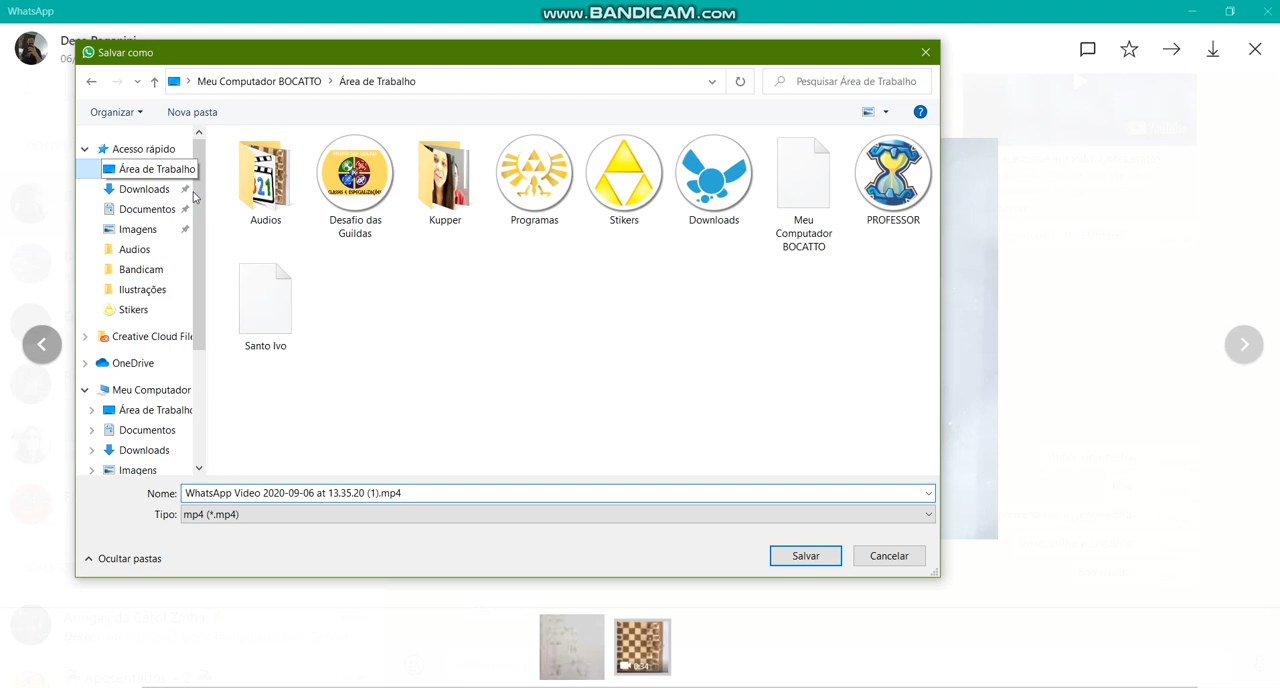 WhatsApp
www.BANDICAM.com
Salvar como
Meu Computador BOCATTO > Área de Trabalho
Pesquisar Área de Trabalho
Organizar
Nova pasta
Acesso rápido
Área de Trabalho
Downloads
Documentos
Imagens
Audios
Bandicam
Ilustrações
Stikers
Creative Cloud File
OneDrive
Meu Computador
Área de Trabalho
Documentos
Downloads
Imagens
Audios
Desafio das
Guildas
Kupper
Programas
Stikers
Downloads
Meu
Computador
BOCATTO
PROFESSOR
Santo Ivo
Nome: WhatsApp Video 2020-09-06 at 13.35.20 (1).mp4
Tipo: mp4 (*.mp4)
Ocultar pastas
Salvar
Cancelar
0:34